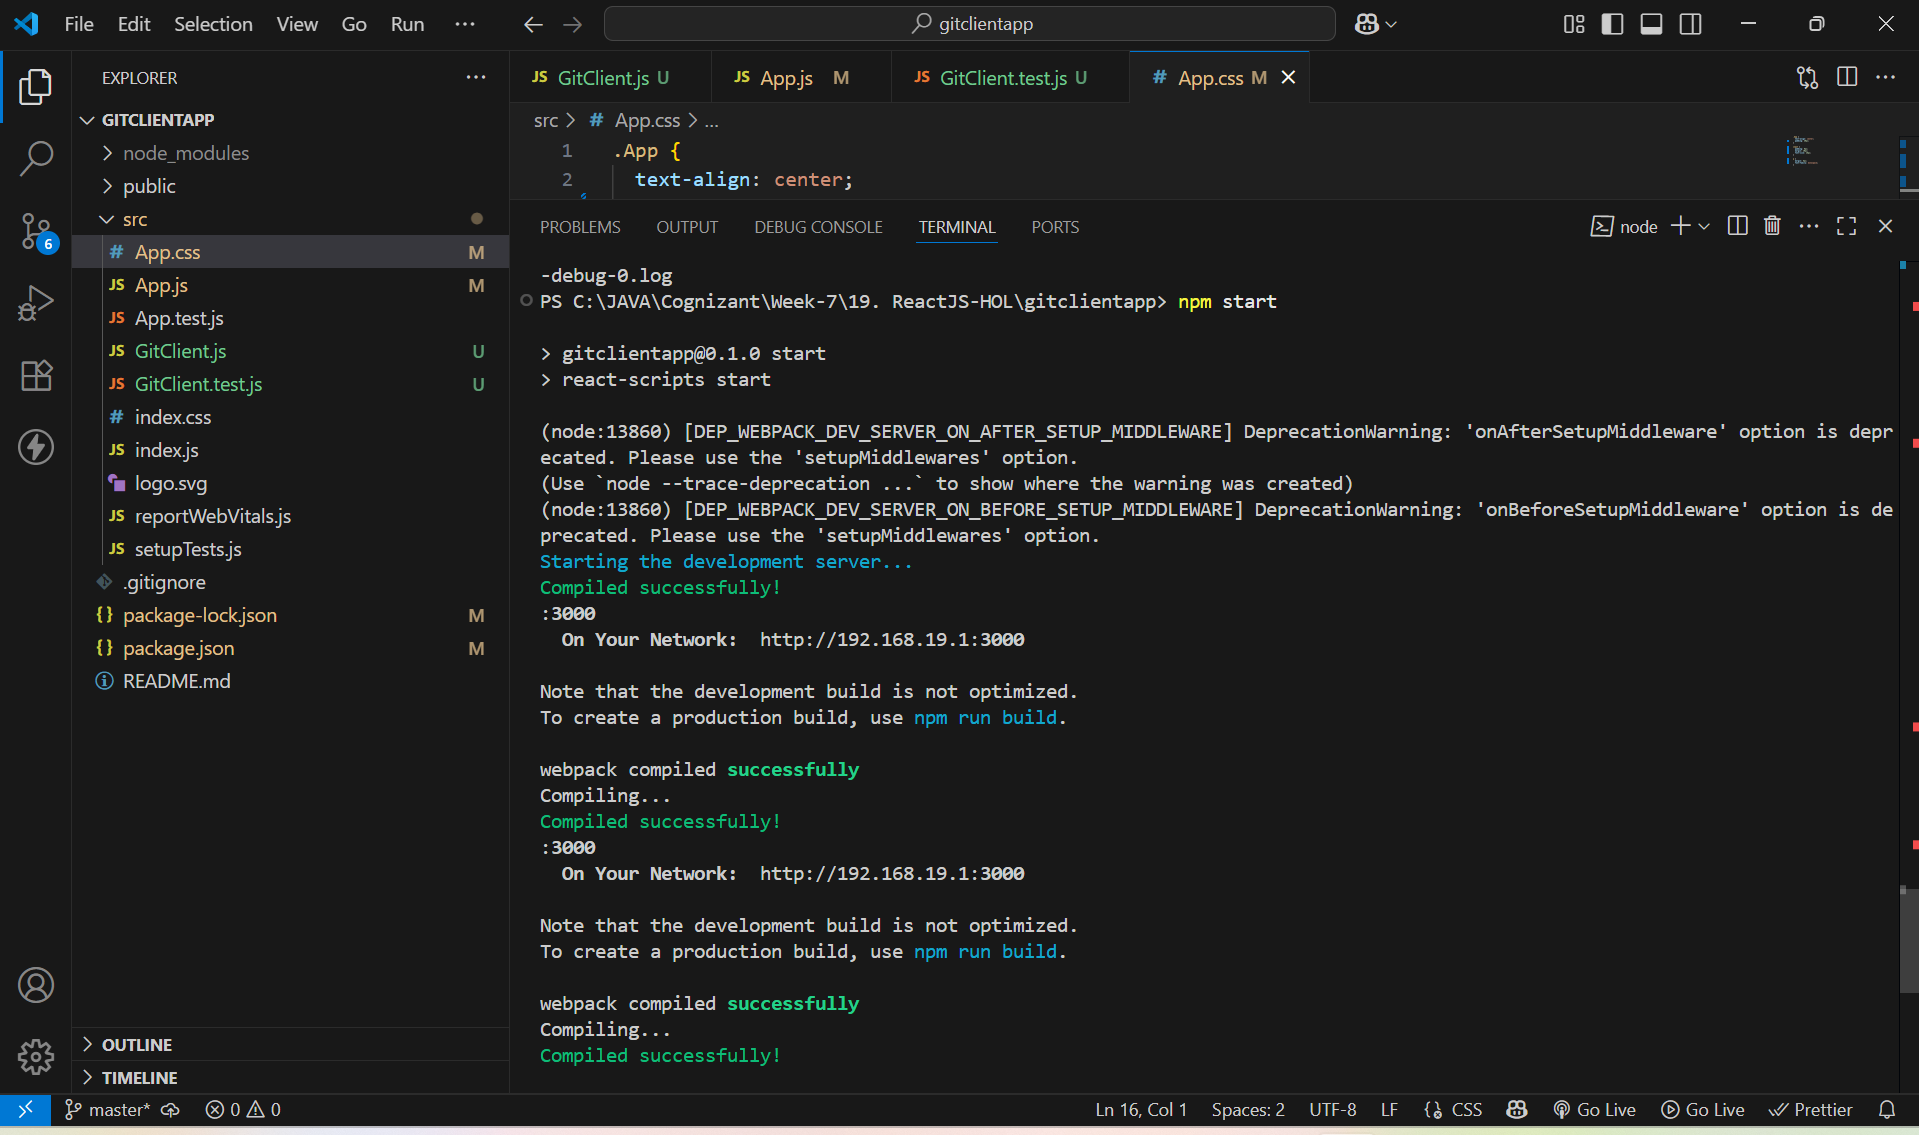 File Edit Selection View Go Run ··· gitclientapp
EXPLORER
GITCLIENTAPP
node_modules
public
src
App.css M
App.js M
App.test.js
GitClient.js U
GitClient.test.js U
index.css
index.js
logo.svg
reportWebVitals.js
setupTests.js
.gitignore
package-lock.json M
package.json M
README.md
OUTLINE
TIMELINE
6
JS GitClient.js U JS App.js M JS GitClient.test.js U # App.css M
src > # App.css > ...
1 .App {
2 text-align: center;
PROBLEMS OUTPUT DEBUG CONSOLE TERMINAL PORTS node
-debug-0.log
PS C:\JAVA\Cognizant\Week-7\19. ReactJS-HOL\gitclientapp> npm start
> gitclientapp@0.1.0 start
> react-scripts start
(node:13860) [DEP_WEBPACK_DEV_SERVER_ON_AFTER_SETUP_MIDDLEWARE] DeprecationWarning: 'onAfterSetupMiddleware' option is depr
ecated. Please use the 'setupMiddlewares' option.
(Use `node --trace-deprecation ...` to show where the warning was created)
(node:13860) [DEP_WEBPACK_DEV_SERVER_ON_BEFORE_SETUP_MIDDLEWARE] DeprecationWarning: 'onBeforeSetupMiddleware' option is de
precated. Please use the 'setupMiddlewares' option.
Starting the development server...
Compiled successfully!
:3000
On Your Network: http://192.168.19.1:3000
Note that the development build is not optimized.
To create a production build, use npm run build.
webpack compiled successfully
Compiling...
Compiled successfully!
:3000
On Your Network: http://192.168.19.1:3000
Note that the development build is not optimized.
To create a production build, use npm run build.
webpack compiled successfully
Compiling...
Compiled successfully!
master* 0 0 Ln 16, Col 1 Spaces: 2 UTF-8 LF CSS Go Live Go Live Prettier